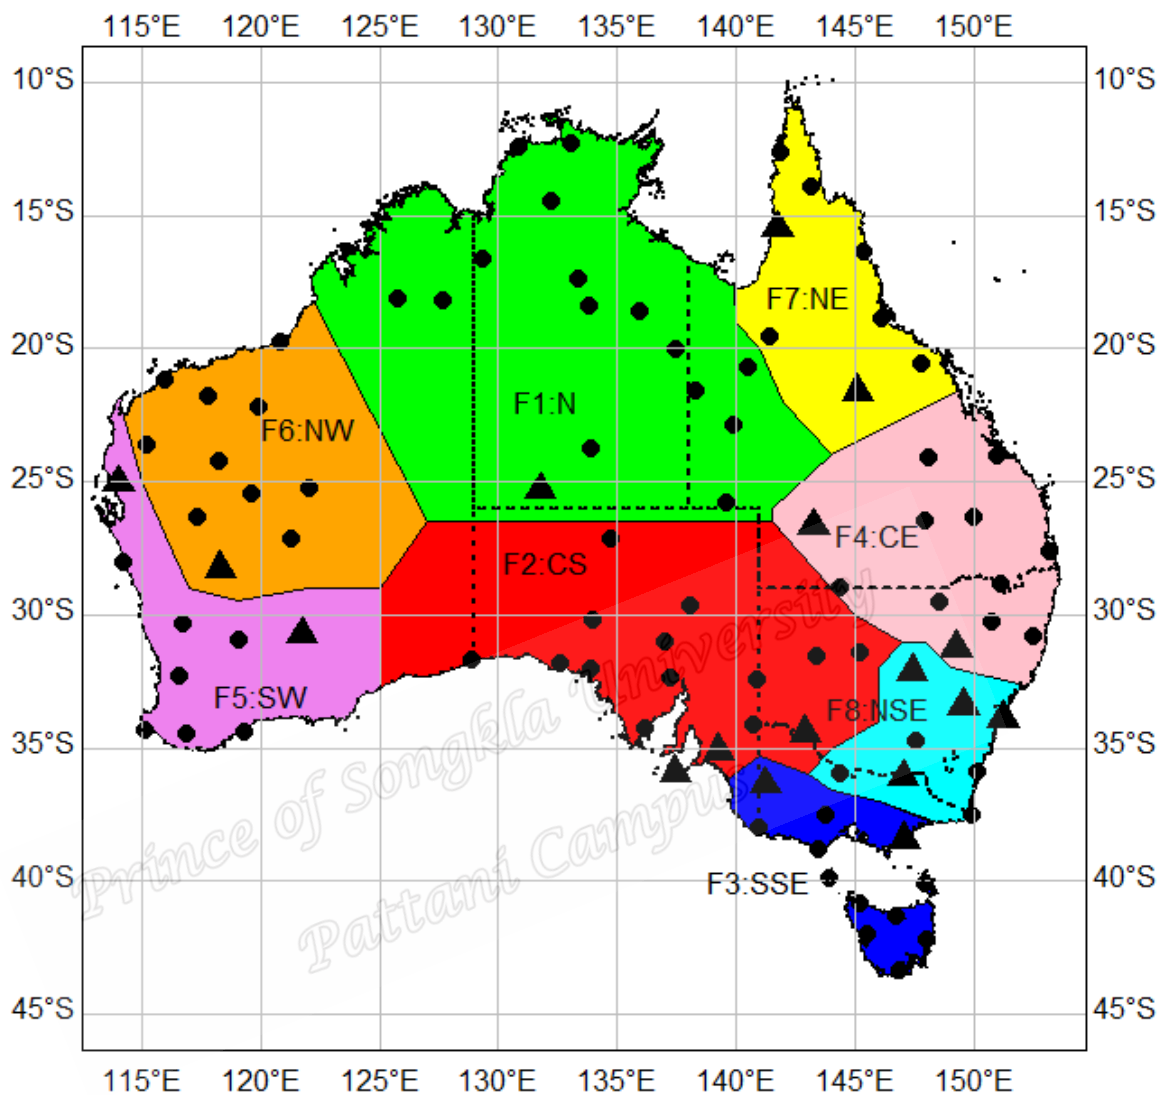 115°E 120°E 125°E 130°E 135°E 140°E 145°E 150°E
10°S 10°S
15°S 15°S
F7:NE
20°S 20°S
F1:N
F6:NW
25°S 25°S
F4:CE
F2:CS
30°S 30°S
F5:SW
F8:NSE
35°S 35°S
40°S 40°S
F3:SSE
45°S 45°S
115°E 120°E 125°E 130°E 135°E 140°E 145°E 150°E
Prince of Songkla University
Pattani Campus